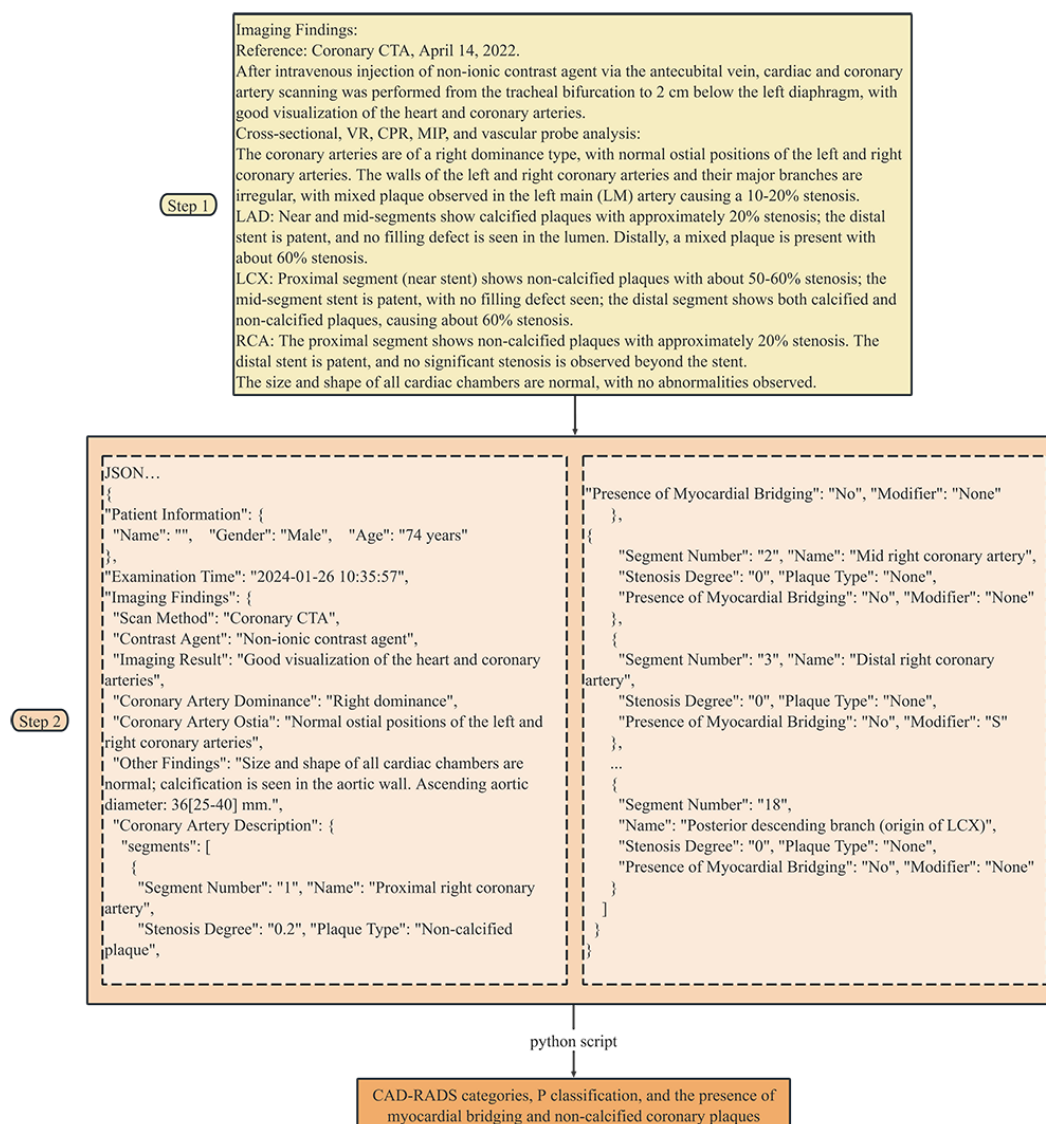 Imaging Findings:
Reference: Coronary CTA, April 14, 2022.
After intravenous injection of non-ionic contrast agent via the antecubital vein, cardiac and coronary
artery scanning was performed from the tracheal bifurcation to 2 cm below the left diaphragm, with
good visualization of the heart and coronary arteries.
Cross-sectional, VR, CPR, MIP, and vascular probe analysis:
The coronary arteries are of a right dominance type, with normal ostial positions of the left and right
coronary arteries. The walls of the left and right coronary arteries and their major branches are
irregular, with mixed plaque observed in the left main (LM) artery causing a 10-20% stenosis.
LAD: Near and mid-segments show calcified plaques with approximately 20% stenosis; the distal
stent is patent, and no filling defect is seen in the lumen. Distally, a mixed plaque is present with
about 60% stenosis.
LCX: Proximal segment (near stent) shows non-calcified plaques with about 50-60% stenosis; the
mid-segment stent is patent, with no filling defect seen; the distal segment shows both calcified and
non-calcified plaques, causing about 60% stenosis.
RCA: The proximal segment shows non-calcified plaques with approximately 20% stenosis. The
distal stent is patent, and no significant stenosis is observed beyond the stent.
The size and shape of all cardiac chambers are normal, with no abnormalities observed.
Step 1
Step 2
JSON…
{
"Patient Information": {
"Name": "", "Gender": "Male", "Age": "74 years"
},
"Examination Time": "2024-01-26 10:35:57",
"Imaging Findings": {
"Scan Method": "Coronary CTA",
"Contrast Agent": "Non-ionic contrast agent",
"Imaging Result": "Good visualization of the heart and coronary
arteries",
"Coronary Artery Dominance": "Right dominance",
"Coronary Artery Ostia": "Normal ostial positions of the left and
right coronary arteries",
"Other Findings": "Size and shape of all cardiac chambers are
normal; calcification is seen in the aortic wall. Ascending aortic
diameter: 36[25-40] mm.",
"Coronary Artery Description": {
"segments": [
{
"Segment Number": "1", "Name": "Proximal right coronary
artery",
"Stenosis Degree": "0.2", "Plaque Type": "Non-calcified
plaque",
"Presence of Myocardial Bridging": "No", "Modifier": "None"
},
{
"Segment Number": "2", "Name": "Mid right coronary artery",
"Stenosis Degree": "0", "Plaque Type": "None",
"Presence of Myocardial Bridging": "No", "Modifier": "None"
},
{
"Segment Number": "3", "Name": "Distal right coronary
artery",
"Stenosis Degree": "0", "Plaque Type": "None",
"Presence of Myocardial Bridging": "No", "Modifier": "S"
},
...
{
"Segment Number": "18",
"Name": "Posterior descending branch (origin of LCX)",
"Stenosis Degree": "0", "Plaque Type": "None",
"Presence of Myocardial Bridging": "No", "Modifier": "None"
}
]
}
}
python script
CAD-RADS categories, P classification, and the presence of
myocardial bridging and non-calcified coronary plaques